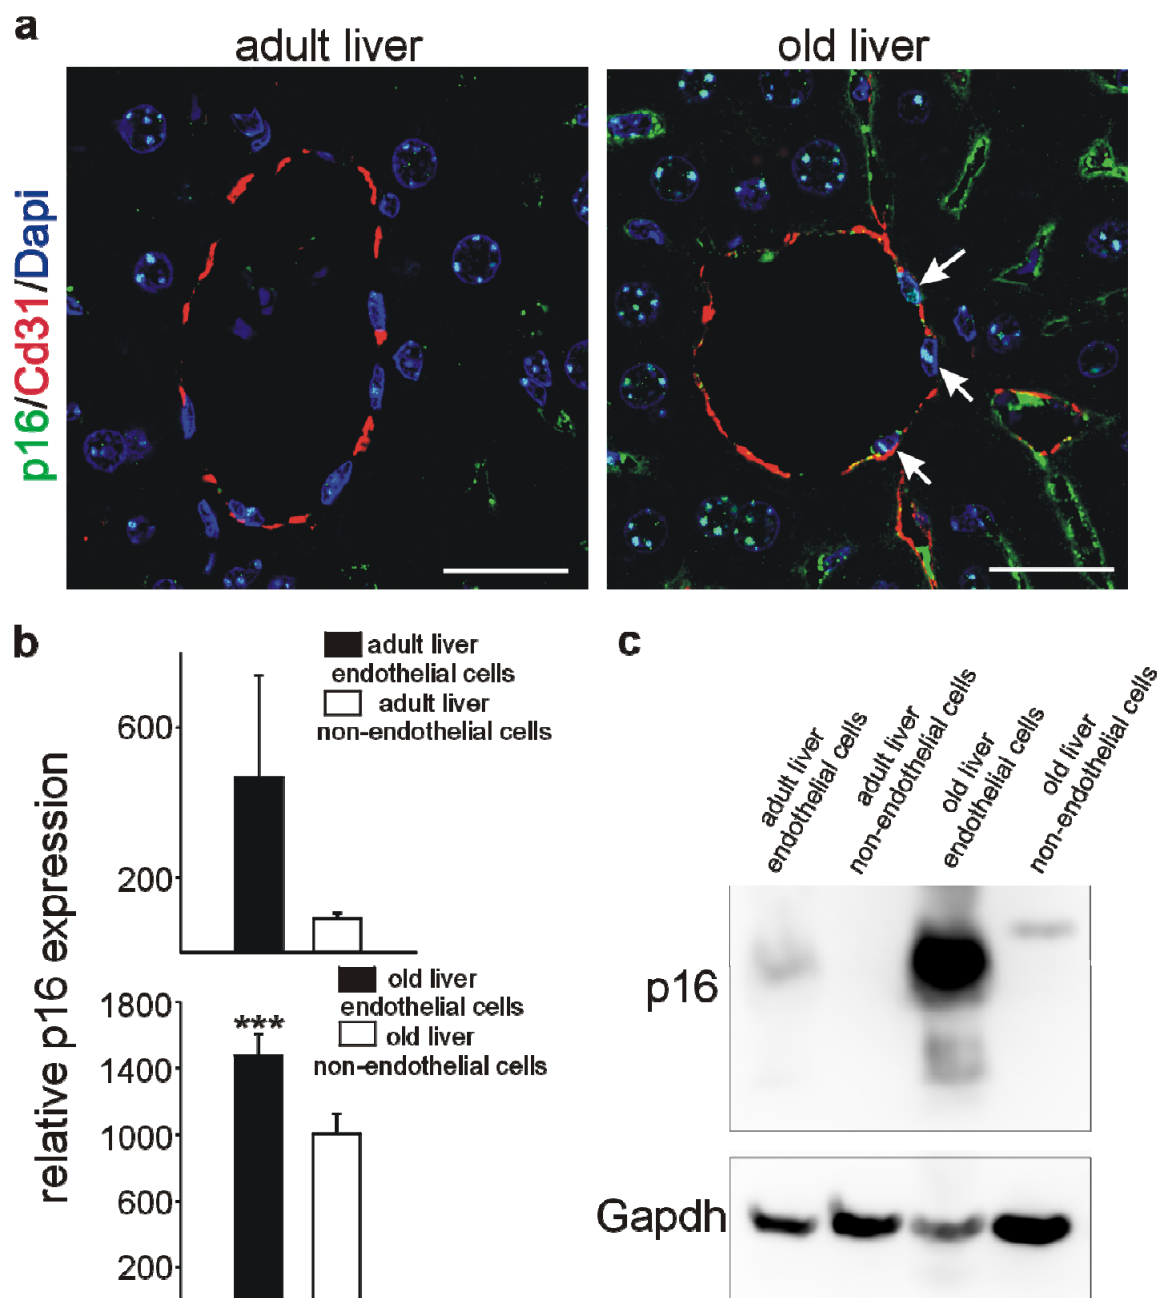 a
adult liver
old liver
p16/Cd31/Dapi
b
relative p16 expression
adult liver
endothelial cells
adult liver
non-endothelial cells
600
200
old liver
endothelial cells
old liver
non-endothelial cells
1800
***
1400
1000
600
200
c
adult liver
endothelial cells
adult liver
non-endothelial cells
old liver
endothelial cells
old liver
non-endothelial cells
p16
Gapdh